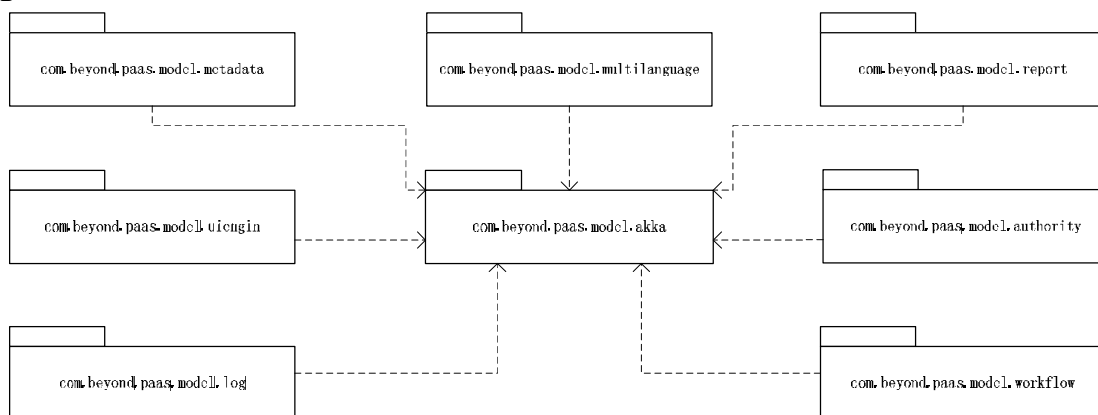 com.beyond.paas.model.metadata
com.beyond.paas.model.multilanguage
com.beyond.paas.model.report
com.beyond.paas.model.uiengin
com.beyond.paas.model.akka
com.beyond.paas.model.authority
com.beyond.paas.model.log
com.beyond.paas.model.workflow